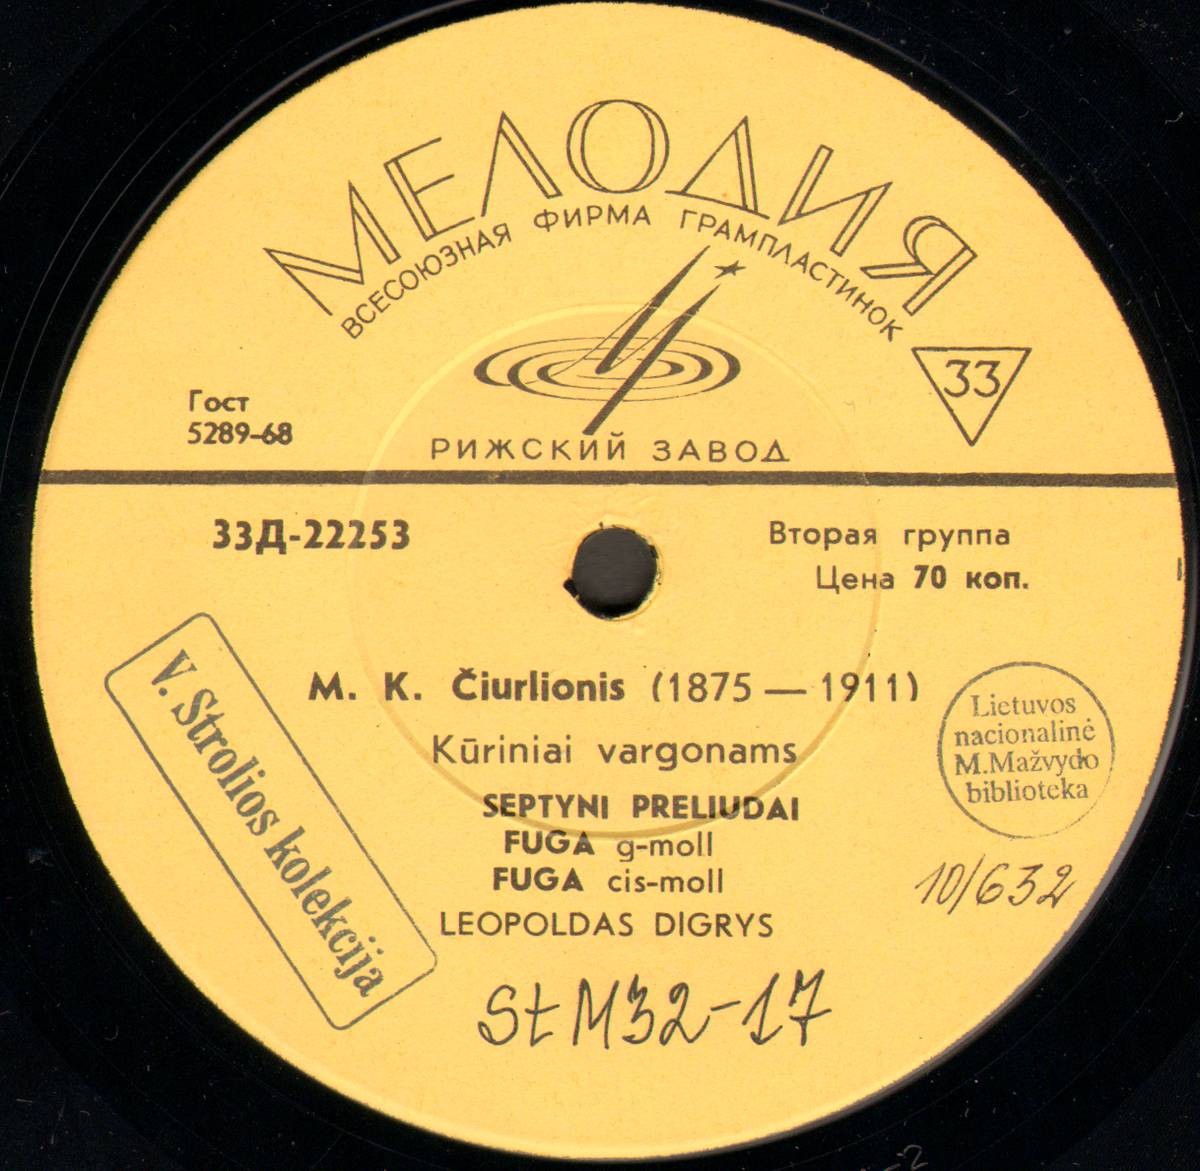 МЕЛОДИЯ
ВСЕСОЮЗНАЯ ФИРМА ГРАМПЛАСТИНОК
33
Гост
5289-68
РИЖСКИЙ ЗАВОД
33Д-22253
Вторая группа
Цена 70 коп.
M. K. Čiurlionis (1875 — 1911)
Kūriniai vargonams
SEPTYNI PRELIUDAI
FUGA g-moll
FUGA cis-moll
LEOPOLDAS DIGRYS
V. Strolios kolekcija
Lietuvos
nacionalinė
M.Mažvydo
biblioteka
10/632
StM32-17